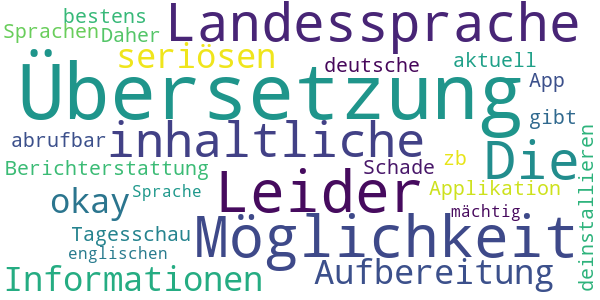 bestens
Landessprache
Sprachen Daher
seriösen
deutsche
aktuell
Übersetzung
App
gibt
abrufbar
inhaltliche
Die
Berichterstattung
Schade
zb
deinstallieren
okay
Sprache
Leider
Applikation
mächtig
Tagesschau
Möglichkeit
englischen
Informationen
Aufbereitung